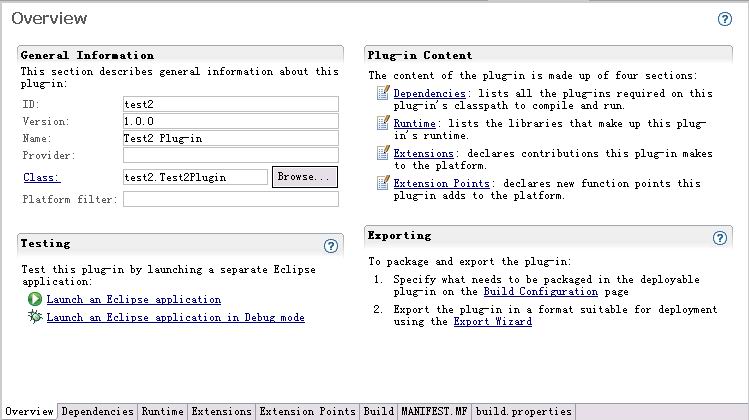 Overview
General Information
This section describes general information about this
plug-in:
ID: test2
Version: 1.0.0
Name: Test2 Plug-in
Provider:
Class: test2.Test2Plugin Browse...
Platform filter:
Testing
Test this plug-in by launching a separate Eclipse
application:
Launch an Eclipse application
Launch an Eclipse application in Debug mode
Plug-in Content
The content of the plug-in is made up of four sections:
Dependencies: lists all the plug-ins required on this
plug-in's classpath to compile and run.
Runtime: lists the libraries that make up this plug-
in's runtime.
Extensions: declares contributions this plug-in makes
to the platform.
Extension Points: declares new function points this
plug-in adds to the platform.
Exporting
To package and export the plug-in:
1. Specify what needs to be packaged in the deployable
plug-in on the Build Configuration page
2. Export the plug-in in a format suitable for deployment
using the Export Wizard
Overview Dependencies Runtime Extensions Extension Points Build MANIFEST.MF build.properties